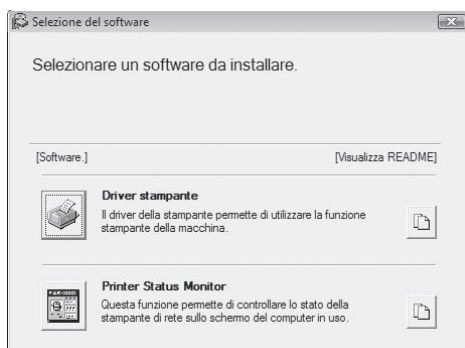 Selezione del software
Selezionare un software da installare.
[Software.] [Visualizza README]
Driver stampante
Il driver della stampante permette di utilizzare la funzione
stampante della macchina.
Printer Status Monitor
Questa funzione permette di controllare lo stato della
stampante di rete sullo schermo del computer in uso.